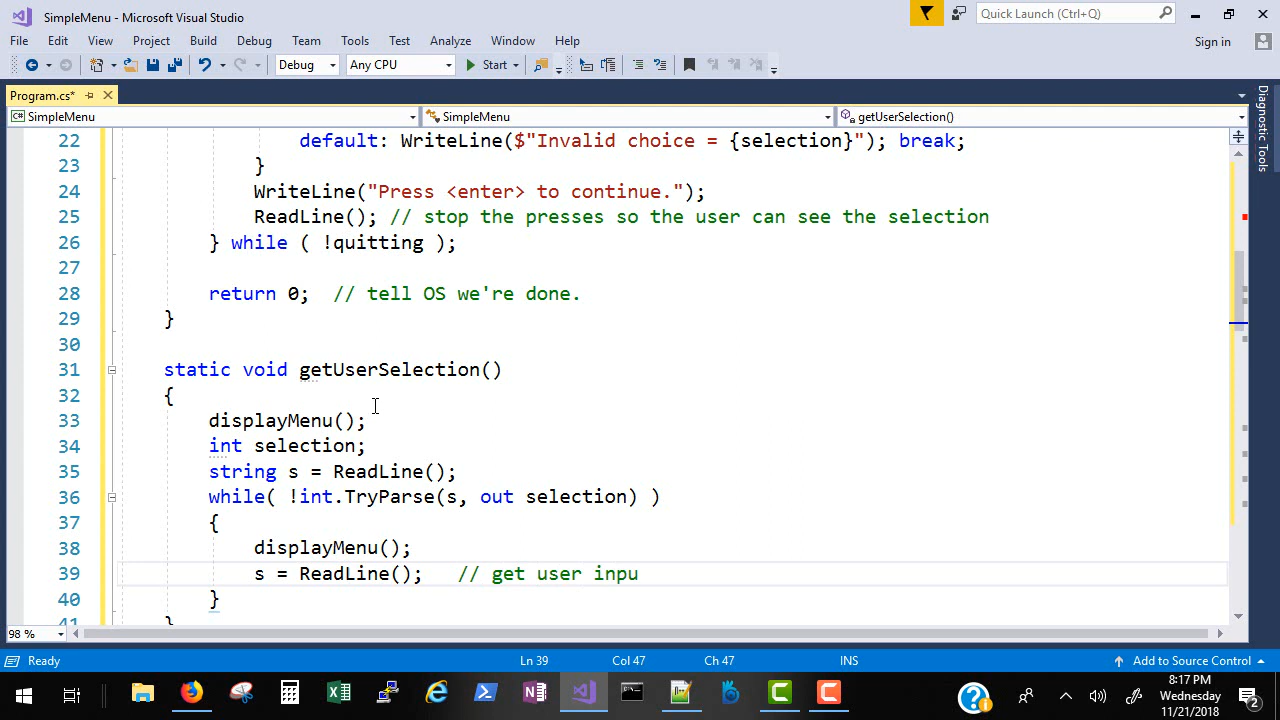 SimpleMenu - Microsoft Visual Studio
Quick Launch (Ctrl+Q)
File Edit View Project Build Debug Team Tools Test Analyze Window Help
Sign in
Debug Any CPU Start
Program.cs*
C# SimpleMenu SimpleMenu getUserSelection()
Diagnostic Tools
22 default: WriteLine($"Invalid choice = {selection}"); break;
23 }
24 WriteLine("Press <enter> to continue.");
25 ReadLine(); // stop the presses so the user can see the selection
26 } while ( !quitting );
27
28 return 0; // tell OS we're done.
29 }
30
31 static void getUserSelection()
32 {
33 displayMenu();
34 int selection;
35 string s = ReadLine();
36 while( !int.TryParse(s, out selection) )
37 {
38 displayMenu();
39 s = ReadLine(); // get user inpu
40 }
41 }
98 %
Ready Ln 39 Col 47 Ch 47 INS Add to Source Control
8:17 PM
Wednesday
11/21/2018
2